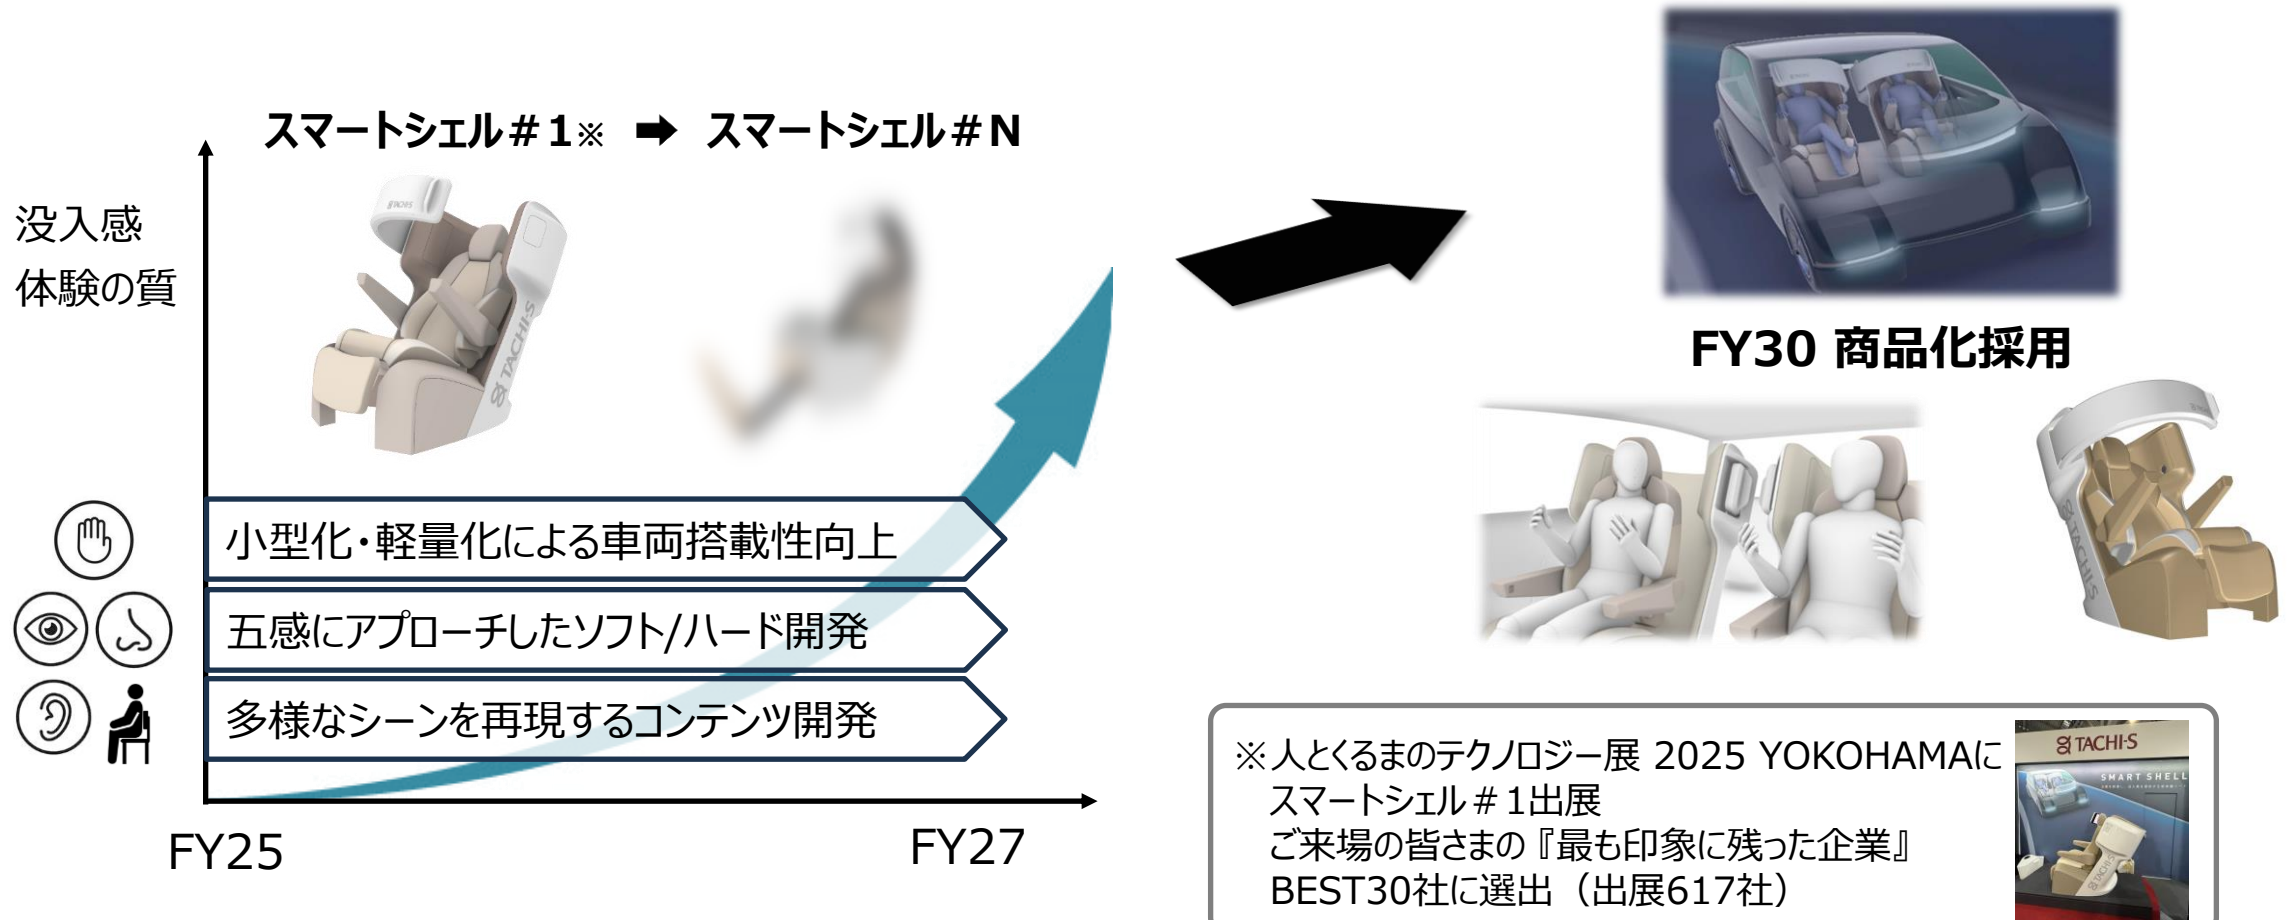 スマートシェル#1※ ➡ スマートシェル#N
没入感
体験の質
TACHI-S
TACHI-S
小型化・軽量化による車両搭載性向上
五感にアプローチしたソフト/ハード開発
多様なシーンを再現するコンテンツ開発
FY25
FY27
FY30 商品化採用
TACHI-S
※人とくるまのテクノロジー展 2025 YOKOHAMAに
スマートシェル#1出展
ご来場の皆さまの『最も印象に残った企業』
BEST30社に選出（出展617社）
TACHI-S
SMART SHELL
TACHI-S